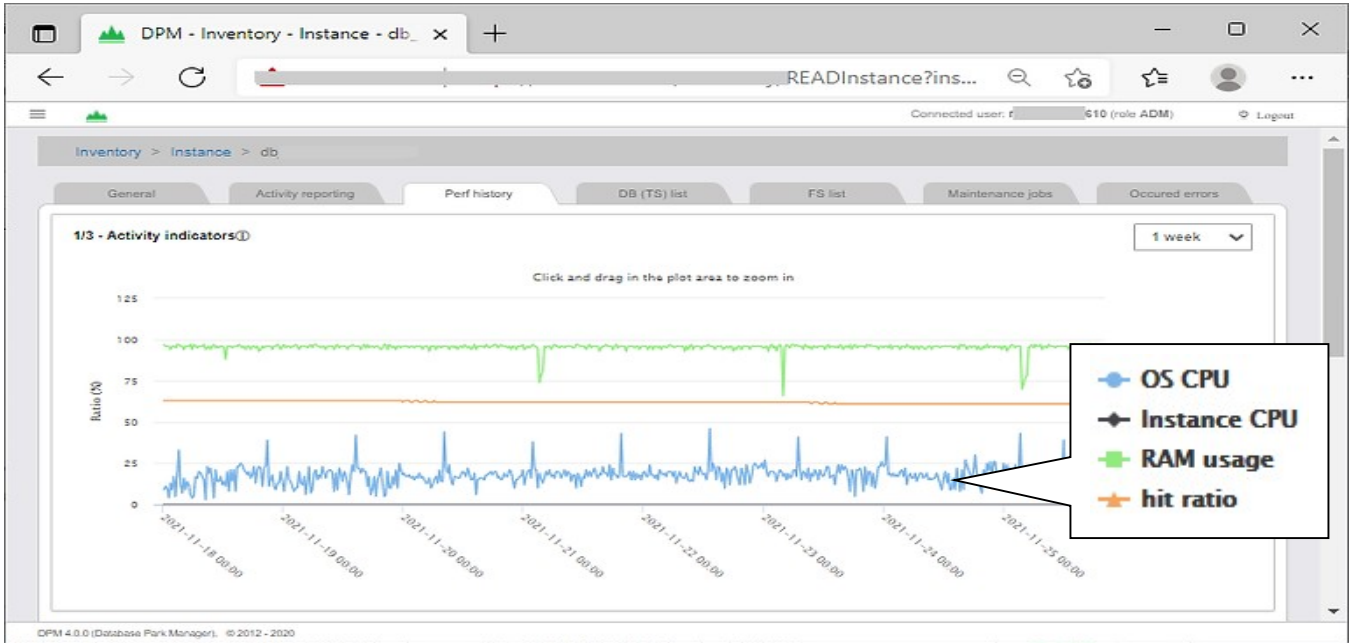 DPM - Inventory - Instance - db_
READInstance?ins...
Connected user: r 610 (role ADM) Logout
Inventory > Instance > db
General Activity reporting Perf history DB (TS) list FS list Maintenance jobs Occured errors
1/3 - Activity indicators
1 week
Click and drag in the plot area to zoom in
125
100
75
50
25
0
Ratio (%)
OS CPU
Instance CPU
RAM usage
hit ratio
2021-11-18 00:00
2021-11-19 00:00
2021-11-20 00:00
2021-11-21 00:00
2021-11-22 00:00
2021-11-23 00:00
2021-11-24 00:00
2021-11-25 00:00
DPM 4.0.0 (Database Park Manager), © 2012 - 2020